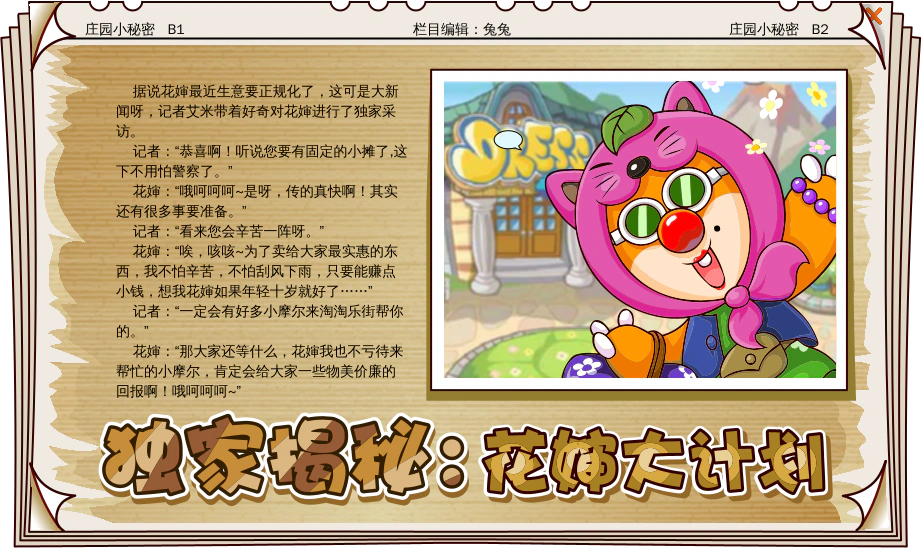 庄园小秘密 B1
栏目编辑：兔兔
庄园小秘密 B2
据说花婶最近生意要正规化了，这可是大新
闻呀，记者艾米带着好奇对花婶进行了独家采
访。
记者：“恭喜啊！听说您要有固定的小摊了,这
下不用怕警察了。”
花婶：“哦呵呵呵~是呀，传的真快啊！其实
还有很多事要准备。”
记者：“看来您会辛苦一阵呀。”
花婶：“唉，咳咳~为了卖给大家最实惠的东
西，我不怕辛苦，不怕刮风下雨，只要能赚点
小钱，想我花婶如果年轻十岁就好了……”
记者：“一定会有好多小摩尔来淘淘乐街帮你
的。”
花婶：“那大家还等什么，花婶我也不亏待来
帮忙的小摩尔，肯定会给大家一些物美价廉的
回报啊！哦呵呵呵~”
DRESS
独家揭秘：花婶大计划